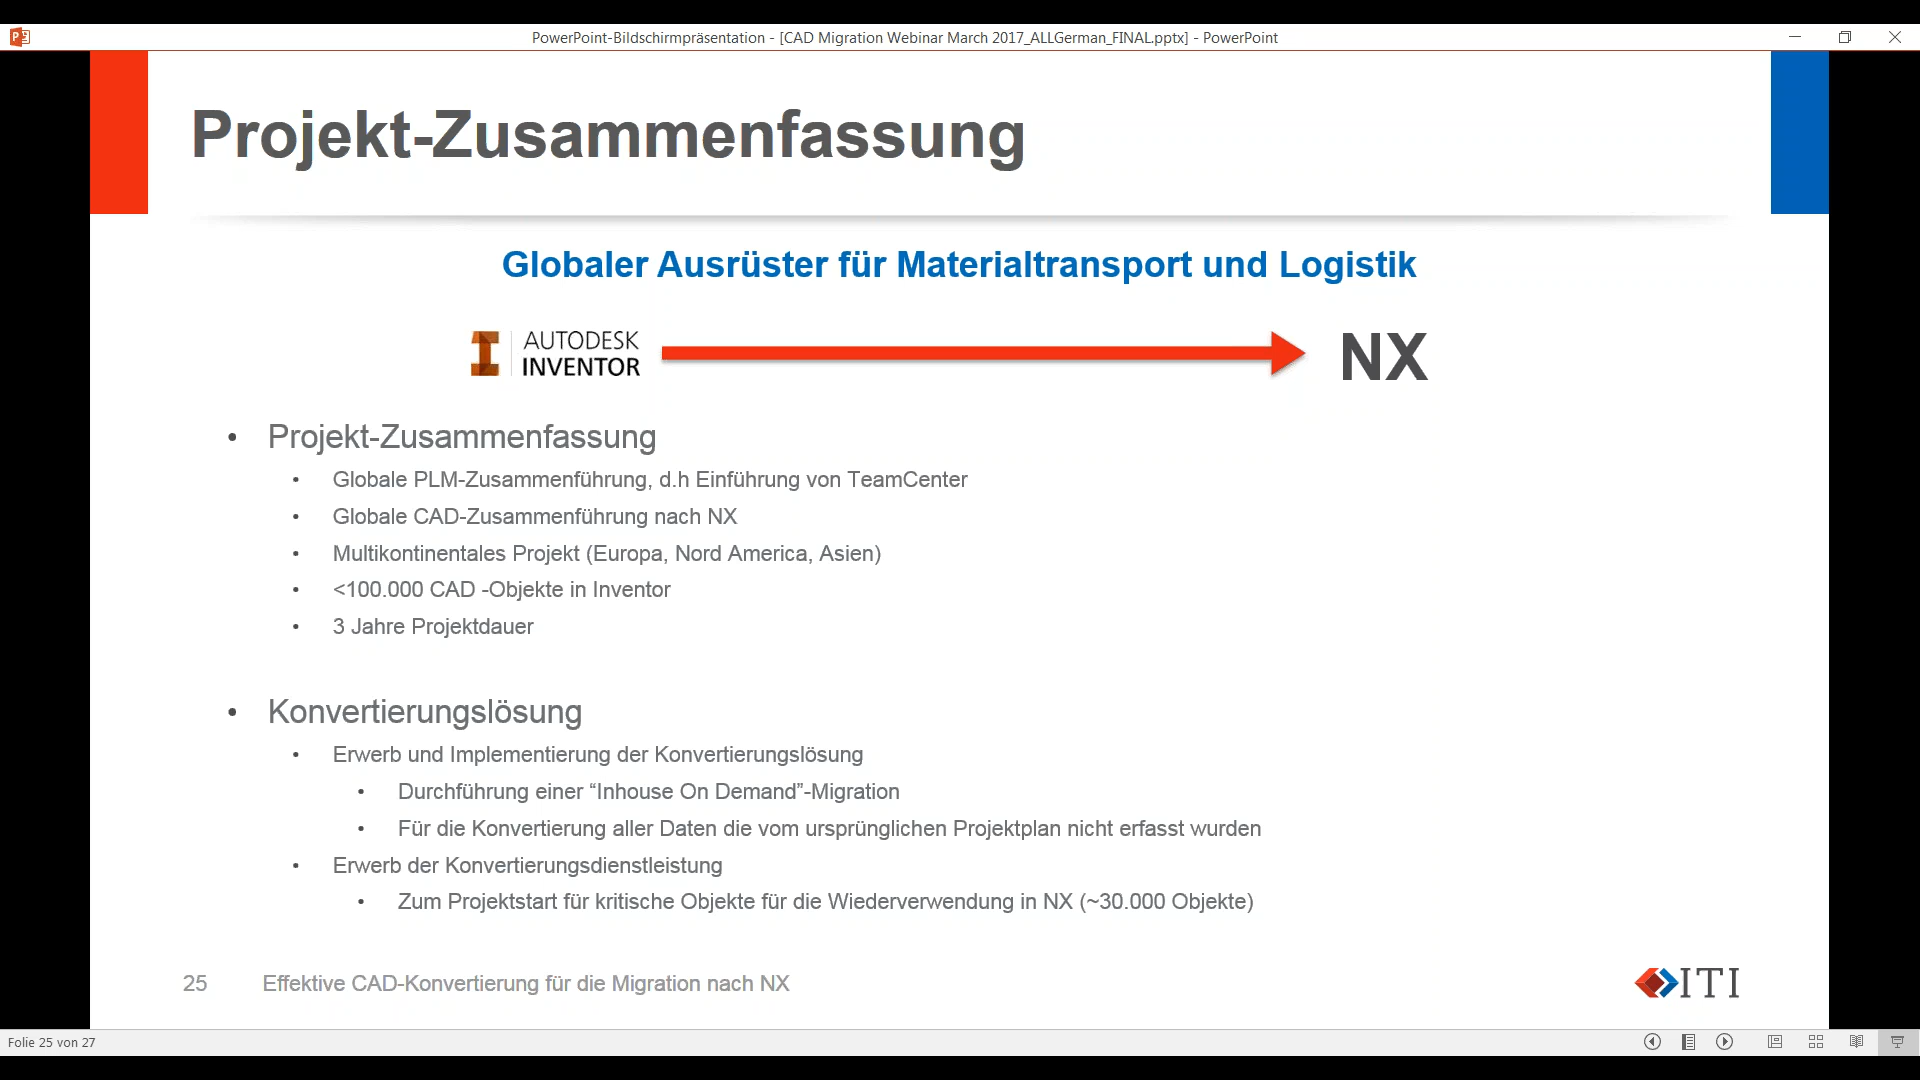 PowerPoint-Bildschirmpräsentation - [CAD Migration Webinar March 2017_ALLGerman_FINAL.pptx] - PowerPoint
Projekt-Zusammenfassung
Globaler Ausrüster für Materialtransport und Logistik
AUTODESK
INVENTOR
NX
• Projekt-Zusammenfassung
• Globale PLM-Zusammenführung, d.h Einführung von TeamCenter
• Globale CAD-Zusammenführung nach NX
• Multikontinentales Projekt (Europa, Nord America, Asien)
• <100.000 CAD -Objekte in Inventor
• 3 Jahre Projektdauer
• Konvertierungslösung
• Erwerb und Implementierung der Konvertierungslösung
• Durchführung einer “Inhouse On Demand”-Migration
• Für die Konvertierung aller Daten die vom ursprünglichen Projektplan nicht erfasst wurden
• Erwerb der Konvertierungsdienstleistung
• Zum Projektstart für kritische Objekte für die Wiederverwendung in NX (~30.000 Objekte)
25 Effektive CAD-Konvertierung für die Migration nach NX
ITI
Folie 25 von 27